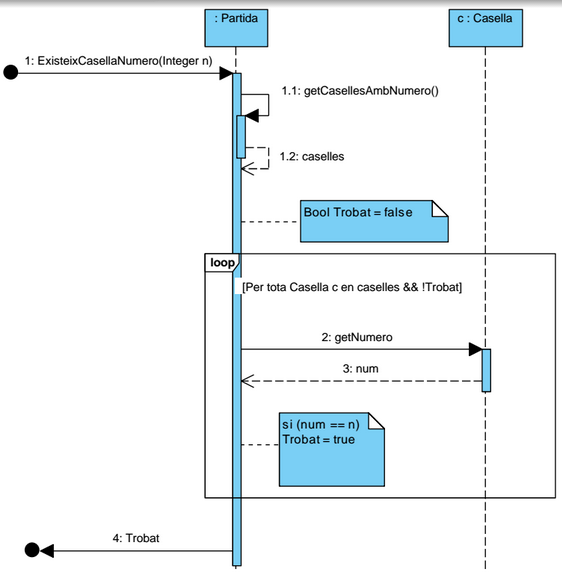 : Partida
c : Casella
1: ExisteixCasellaNumero(Integer n)
1.1: getCasellesAmbNumero()
1.2: caselles
Bool Trobat = false
loop
[Per tota Casella c en caselles && !Trobat]
2: getNumero
3: num
si (num == n)
Trobat = true
4: Trobat